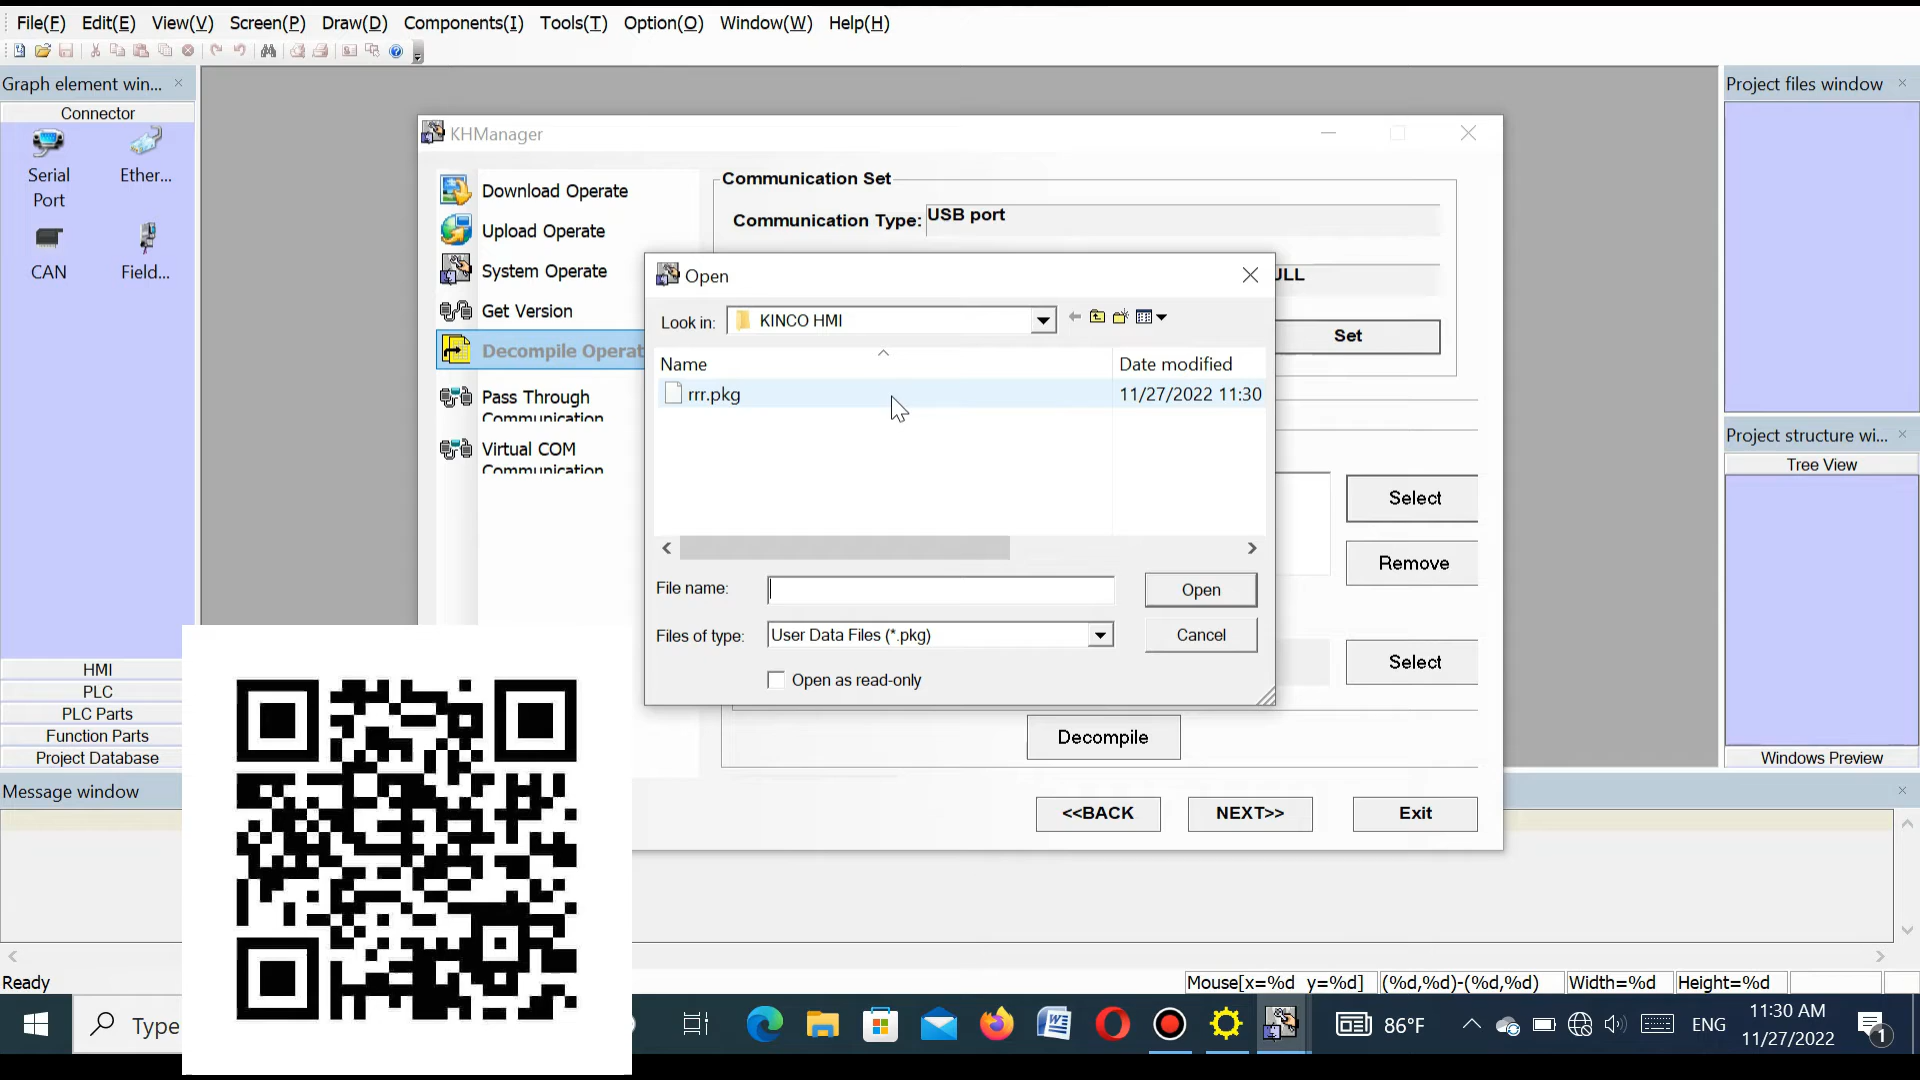 File(F) Edit(E) View(V) Screen(P) Draw(D) Components(I) Tools(T) Option(O) Window(W) Help(H)
Graph element win...
Connector
Serial Port
Ether...
CAN
Field...
HMI
PLC
PLC Parts
Function Parts
Project Database
KHManager
Download Operate
Upload Operate
System Operate
Get Version
Decompile Operat
Pass Through
Communication
Virtual COM
Communication
Communication Set
Communication Type: USB port
Set
Open
Look in: KINCO HMI
Name Date modified
rrr.pkg 11/27/2022 11:30
File name: Open
Files of type: User Data Files (*.pkg) Cancel
Open as read-only
Select
Remove
Select
Decompile
<<BACK NEXT>> Exit
Project files window
Project structure wi...
Tree View
Windows Preview
Message window
Ready
Mouse[x=%d y=%d] (%d,%d)-(%d,%d) Width=%d Height=%d
Type
86°F
ENG
11:30 AM
11/27/2022
1